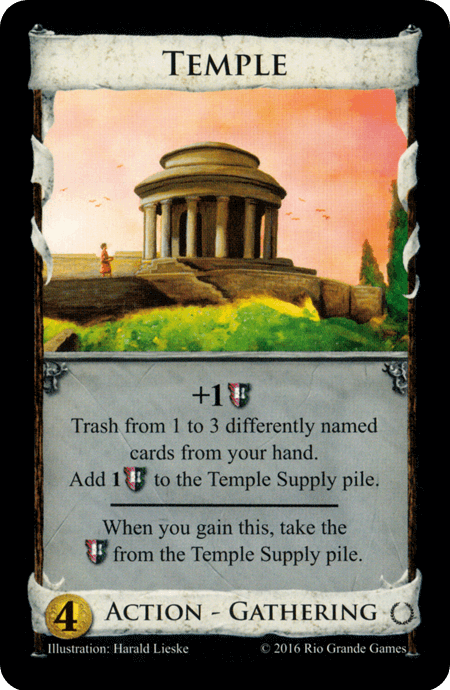 TEMPLE
+1
Trash from 1 to 3 differently named
cards from your hand.
Add 1 to the Temple Supply pile.
When you gain this, take the
from the Temple Supply pile.
4 ACTION - GATHERING
Illustration: Harald Lieske © 2016 Rio Grande Games